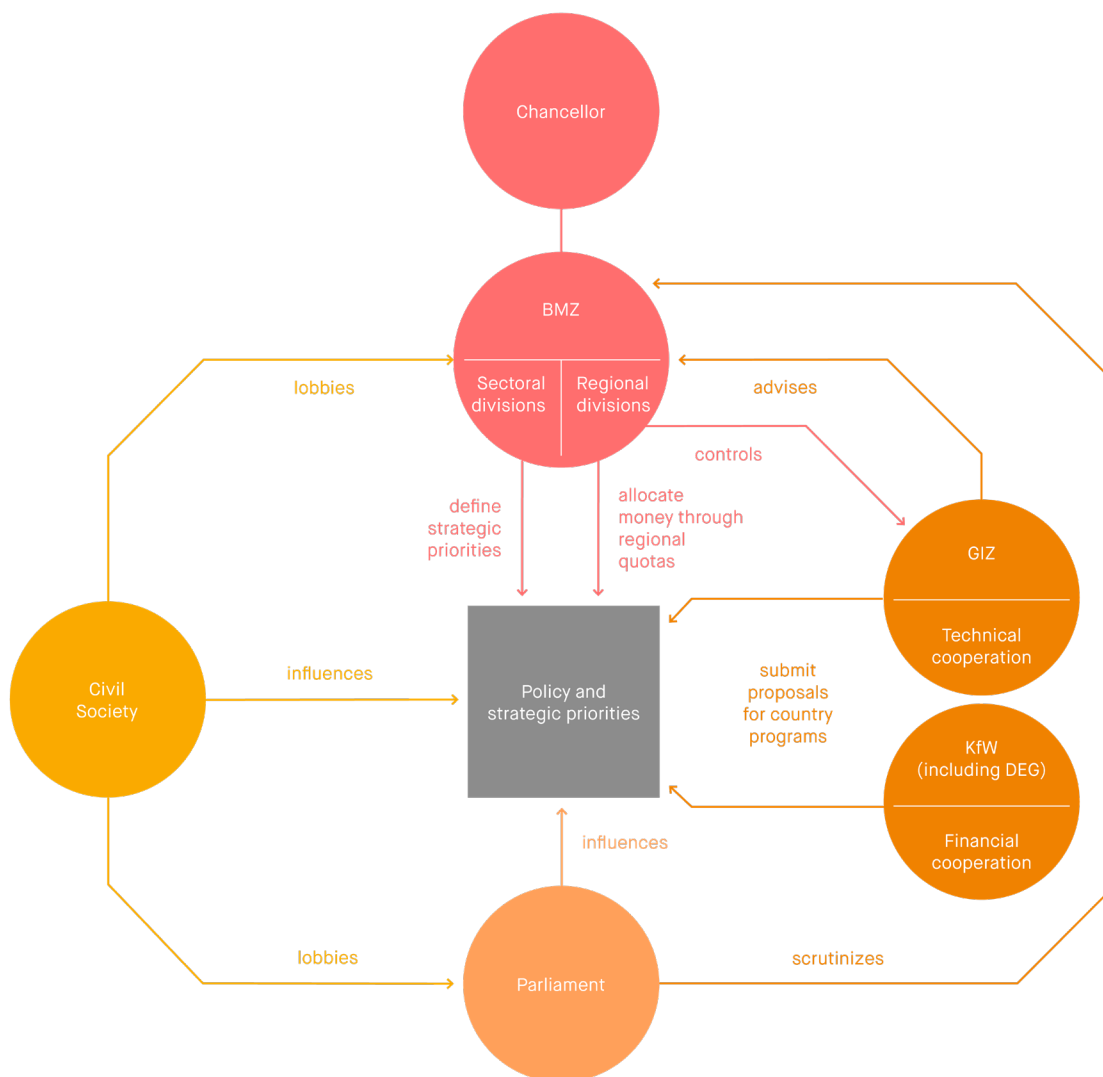 Chancellor
BMZ
Sectoral
divisions
Regional
divisions
lobbies
advises
controls
define
strategic
priorities
allocate
money through
regional
quotas
GIZ
Technical
cooperation
Civil
Society
influences
Policy and
strategic priorities
submit
proposals
for country
programs
KfW
(including DEG)
Financial
cooperation
influences
lobbies
Parliament
scrutinizes